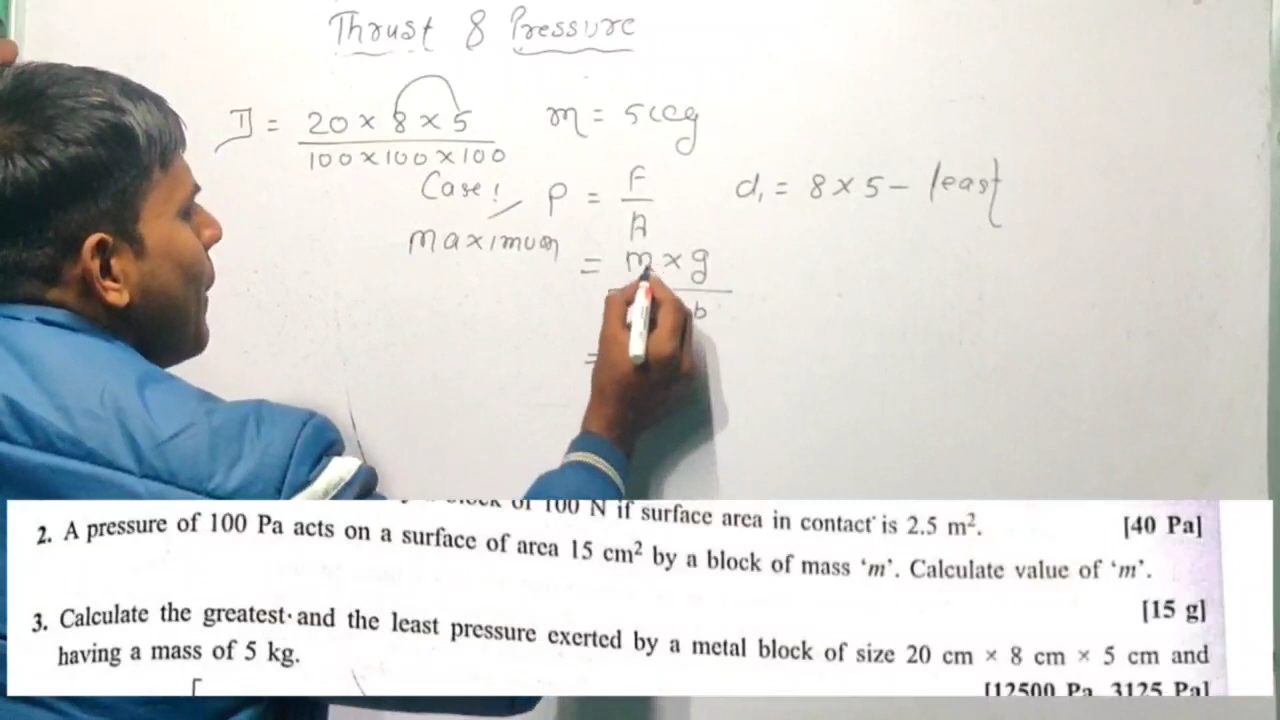 Thrust & Pressure
D = 20 × 8 × 5 / 100 × 100 × 100
m = 5 kg
Case I P = F / A
d₁ = 8 × 5 - least
maximum
= m × g
b
=
of 100 N if surface area in contact is 2.5 m². [40 Pa]
2. A pressure of 100 Pa acts on a surface of area 15 cm² by a block of mass ‘m’. Calculate value of ‘m’.
[15 g]
3. Calculate the greatest and the least pressure exerted by a metal block of size 20 cm × 8 cm × 5 cm and
having a mass of 5 kg.
[12500 Pa, 3125 Pa]